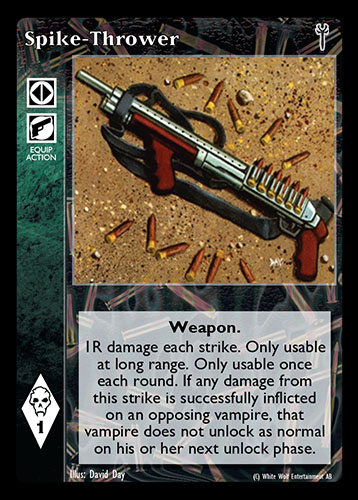 Spike-Thrower
EQUIP
ACTION
DAY
Weapon.
1R damage each strike. Only usable
at long range. Only usable once
each round. If any damage from
this strike is successfully inflicted
on an opposing vampire, that
vampire does not unlock as normal
on his or her next unlock phase.
1
Illus: David Day
(C) White Wolf Entertainment AB